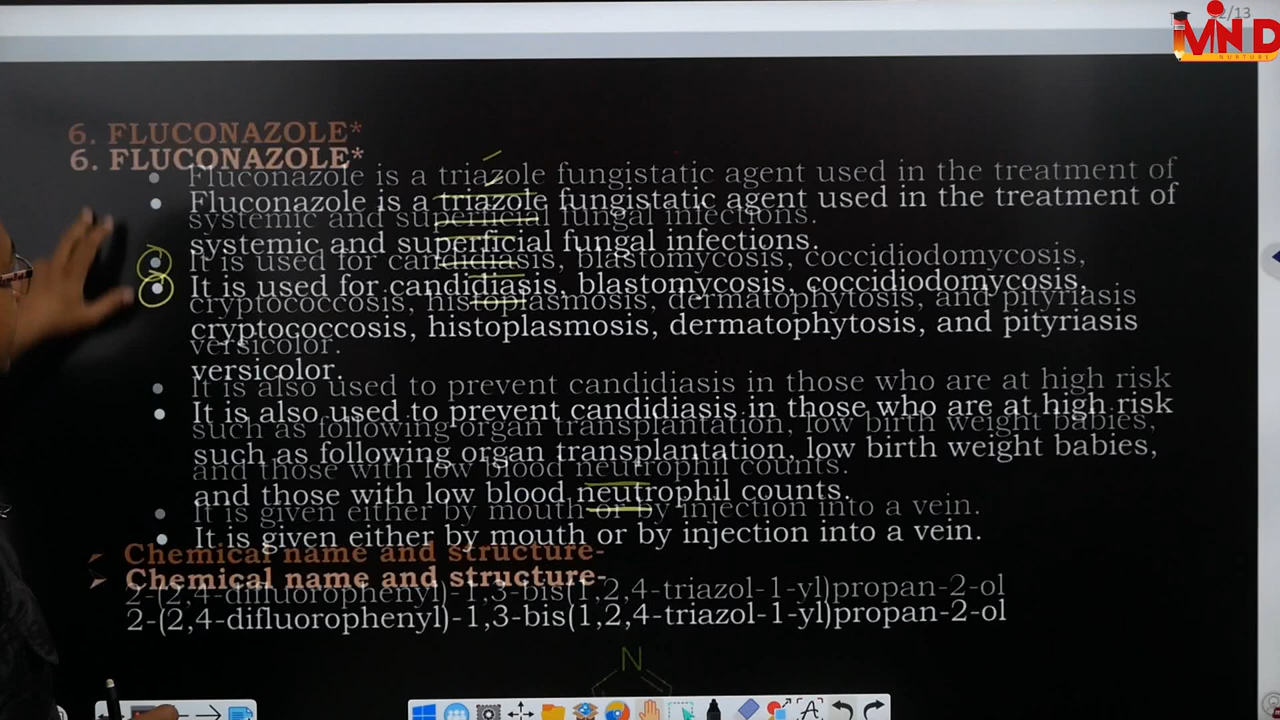 2/13
MIND
NURTURE
6. FLUCONAZOLE*
• Fluconazole is a triazole fungistatic agent used in the treatment of
systemic and superficial fungal infections.
• It is used for candidiasis, blastomycosis, coccidiodomycosis,
cryptococcosis, histoplasmosis, dermatophytosis, and pityriasis
versicolor.
• It is also used to prevent candidiasis in those who are at high risk
such as following organ transplantation, low birth weight babies,
and those with low blood neutrophil counts.
• It is given either by mouth or by injection into a vein.
➢ Chemical name and structure-
2-(2,4-difluorophenyl)-1,3-bis(1,2,4-triazol-1-yl)propan-2-ol
N